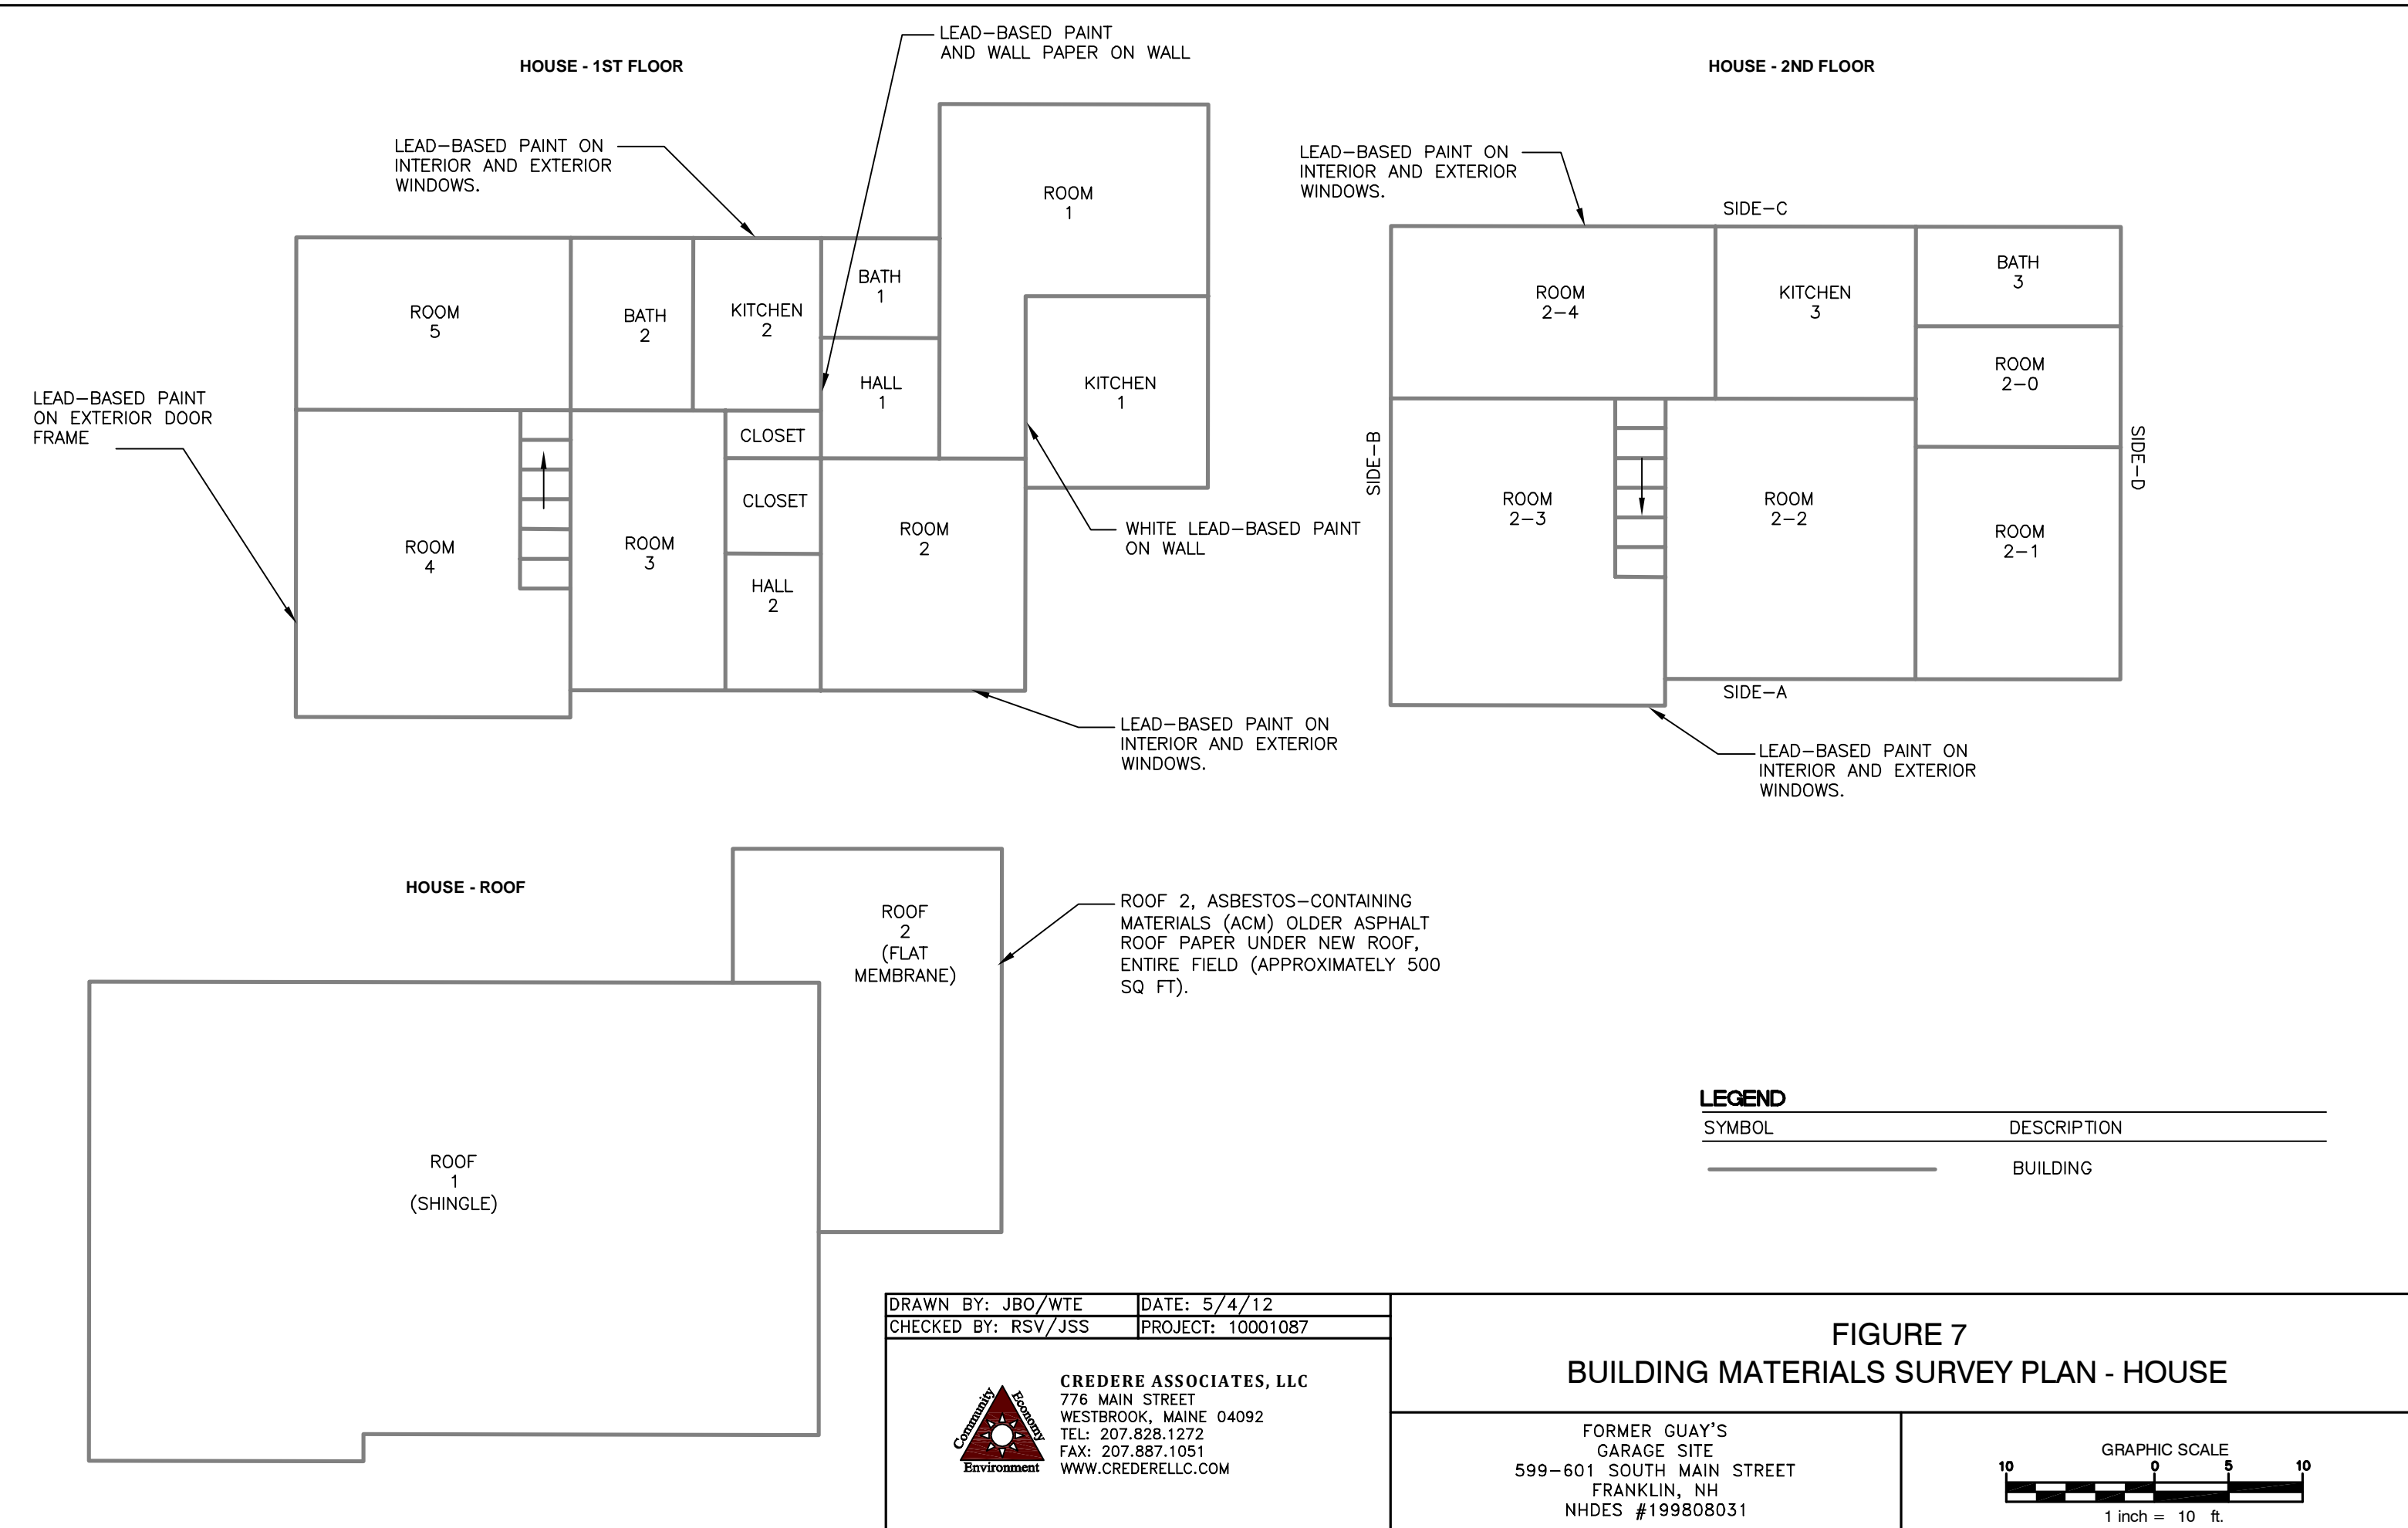 HOUSE - 1ST FLOOR
LEAD-BASED PAINT
AND WALL PAPER ON WALL
LEAD-BASED PAINT ON
INTERIOR AND EXTERIOR
WINDOWS.
ROOM
1
BATH
1
ROOM
5
BATH
2
KITCHEN
2
HALL
1
KITCHEN
1
LEAD-BASED PAINT
ON EXTERIOR DOOR
FRAME
CLOSET
CLOSET
ROOM
4
ROOM
3
HALL
2
ROOM
2
WHITE LEAD-BASED PAINT
ON WALL
LEAD-BASED PAINT ON
INTERIOR AND EXTERIOR
WINDOWS.
HOUSE - 2ND FLOOR
LEAD-BASED PAINT ON
INTERIOR AND EXTERIOR
WINDOWS.
SIDE-C
ROOM
2-4
KITCHEN
3
BATH
3
ROOM
2-0
SIDE-B
SIDE-D
ROOM
2-3
ROOM
2-2
ROOM
2-1
SIDE-A
LEAD-BASED PAINT ON
INTERIOR AND EXTERIOR
WINDOWS.
HOUSE - ROOF
ROOF
2
(FLAT
MEMBRANE)
ROOF 2, ASBESTOS-CONTAINING
MATERIALS (ACM) OLDER ASPHALT
ROOF PAPER UNDER NEW ROOF,
ENTIRE FIELD (APPROXIMATELY 500
SQ FT).
ROOF
1
(SHINGLE)
LEGEND
SYMBOL DESCRIPTION
BUILDING
DRAWN BY: JBO/WTE DATE: 5/4/12
CHECKED BY: RSV/JSS PROJECT: 10001087
Community Economy
Environment
CREDERE ASSOCIATES, LLC
776 MAIN STREET
WESTBROOK, MAINE 04092
TEL: 207.828.1272
FAX: 207.887.1051
WWW.CREDERELLC.COM
FIGURE 7
BUILDING MATERIALS SURVEY PLAN - HOUSE
FORMER GUAY'S
GARAGE SITE
599-601 SOUTH MAIN STREET
FRANKLIN, NH
NHDES #199808031
GRAPHIC SCALE
10 0 5 10
1 inch = 10 ft.